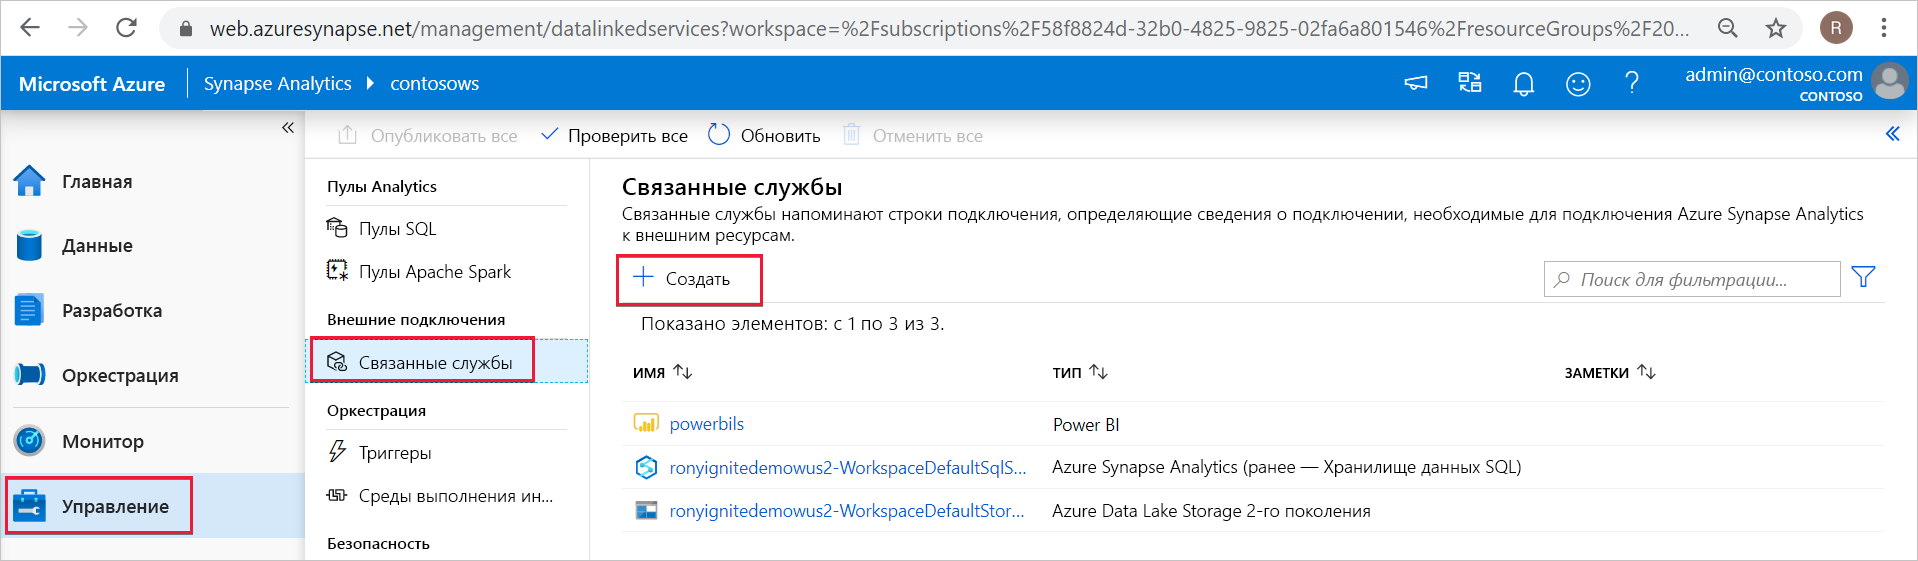 web.azuresynapse.net/management/datalinkedservices?workspace=%2Fsubscriptions%2F58f8824d-32b0-4825-9825-02fa6a801546%2FresourceGroups%2F20...
R
Microsoft Azure
Synapse Analytics
contosows
?
admin@contoso.com
CONTOSO
Опубликовать все
Проверить все
Обновить
Отменить все
Главная
Данные
Разработка
Оркестрация
Монитор
Управление
Пулы Analytics
Пулы SQL
Пулы Apache Spark
Внешние подключения
Связанные службы
Оркестрация
Триггеры
Среды выполнения ин...
Безопасность
Связанные службы
Связанные службы напоминают строки подключения, определяющие сведения о подключении, необходимые для подключения Azure Synapse Analytics
к внешним ресурсам.
Создать
Поиск для фильтрации...
Показано элементов: с 1 по 3 из 3.
ИМЯ
ТИП
ЗАМЕТКИ
powerbils
Power BI
ronyignitedemowus2-WorkspaceDefaultSqlS...
Azure Synapse Analytics (ранее — Хранилище данных SQL)
ronyignitedemowus2-WorkspaceDefaultStor...
Azure Data Lake Storage 2-го поколения